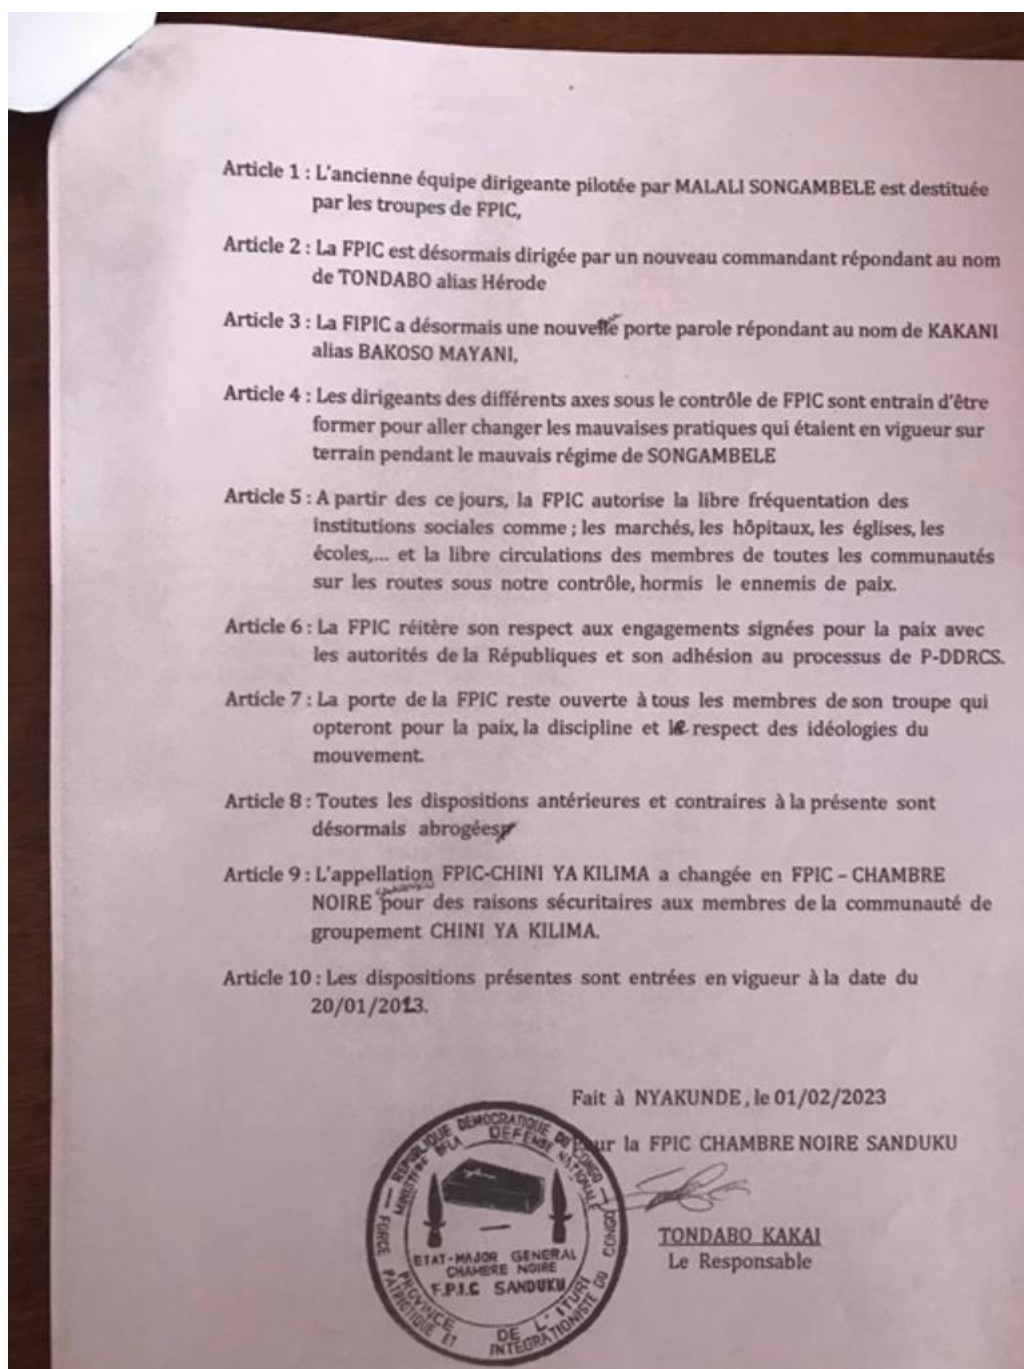 Article 1 : L'ancienne équipe dirigeante pilotée par MALALI SONGAMBELE est destituée
par les troupes de FPIC,
Article 2 : La FPIC est désormais dirigée par un nouveau commandant répondant au nom
de TONDABO alias Hérode
Article 3 : La FIPIC a désormais une nouvelle porte parole répondant au nom de KAKANI
alias BAKOSO MAYANI,
Article 4 : Les dirigeants des différents axes sous le contrôle de FPIC sont entrain d'être
former pour aller changer les mauvaises pratiques qui étaient en vigueur sur
terrain pendant le mauvais régime de SONGAMBELE
Article 5 : A partir des ce jours, la FPIC autorise la libre fréquentation des
institutions sociales comme ; les marchés, les hôpitaux, les églises, les
écoles,... et la libre circulations des membres de toutes les communautés
sur les routes sous notre contrôle, hormis le ennemis de paix.
Article 6 : La FPIC réitère son respect aux engagements signées pour la paix avec
les autorités de la Républiques et son adhésion au processus de P-DDRCS.
Article 7 : La porte de la FPIC reste ouverte à tous les membres de son troupe qui
opteront pour la paix, la discipline et le respect des idéologies du
mouvement.
Article 8 : Toutes les dispositions antérieures et contraires à la présente sont
désormais abrogées
Article 9 : L'appellation FPIC-CHINI YA KILIMA a changée en FPIC – CHAMBRE
NOIRE pour des raisons sécuritaires aux membres de la communauté de
groupement CHINI YA KILIMA.
Article 10 : Les dispositions présentes sont entrées en vigueur à la date du
20/01/2023.
Fait à NYAKUNDE, le 01/02/2023
Pour la FPIC CHAMBRE NOIRE SANDUKU
TONDABO KAKAI
Le Responsable
REPUBLIQUE DEMOCRATIQUE DU CONGO
MINISTERE DE LA DEFENSE NATIONALE
ETAT-MAJOR GENERAL
CHAMBRE NOIRE
F.P.I.C SANDUKU
PROVINCE DE L'ITURI
FORCE PATRIOTIQUE ET INTEGRATIONISTE DU CONGO